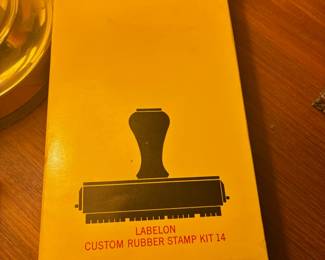 LABELON
CUSTOM RUBBER STAMP KIT 14